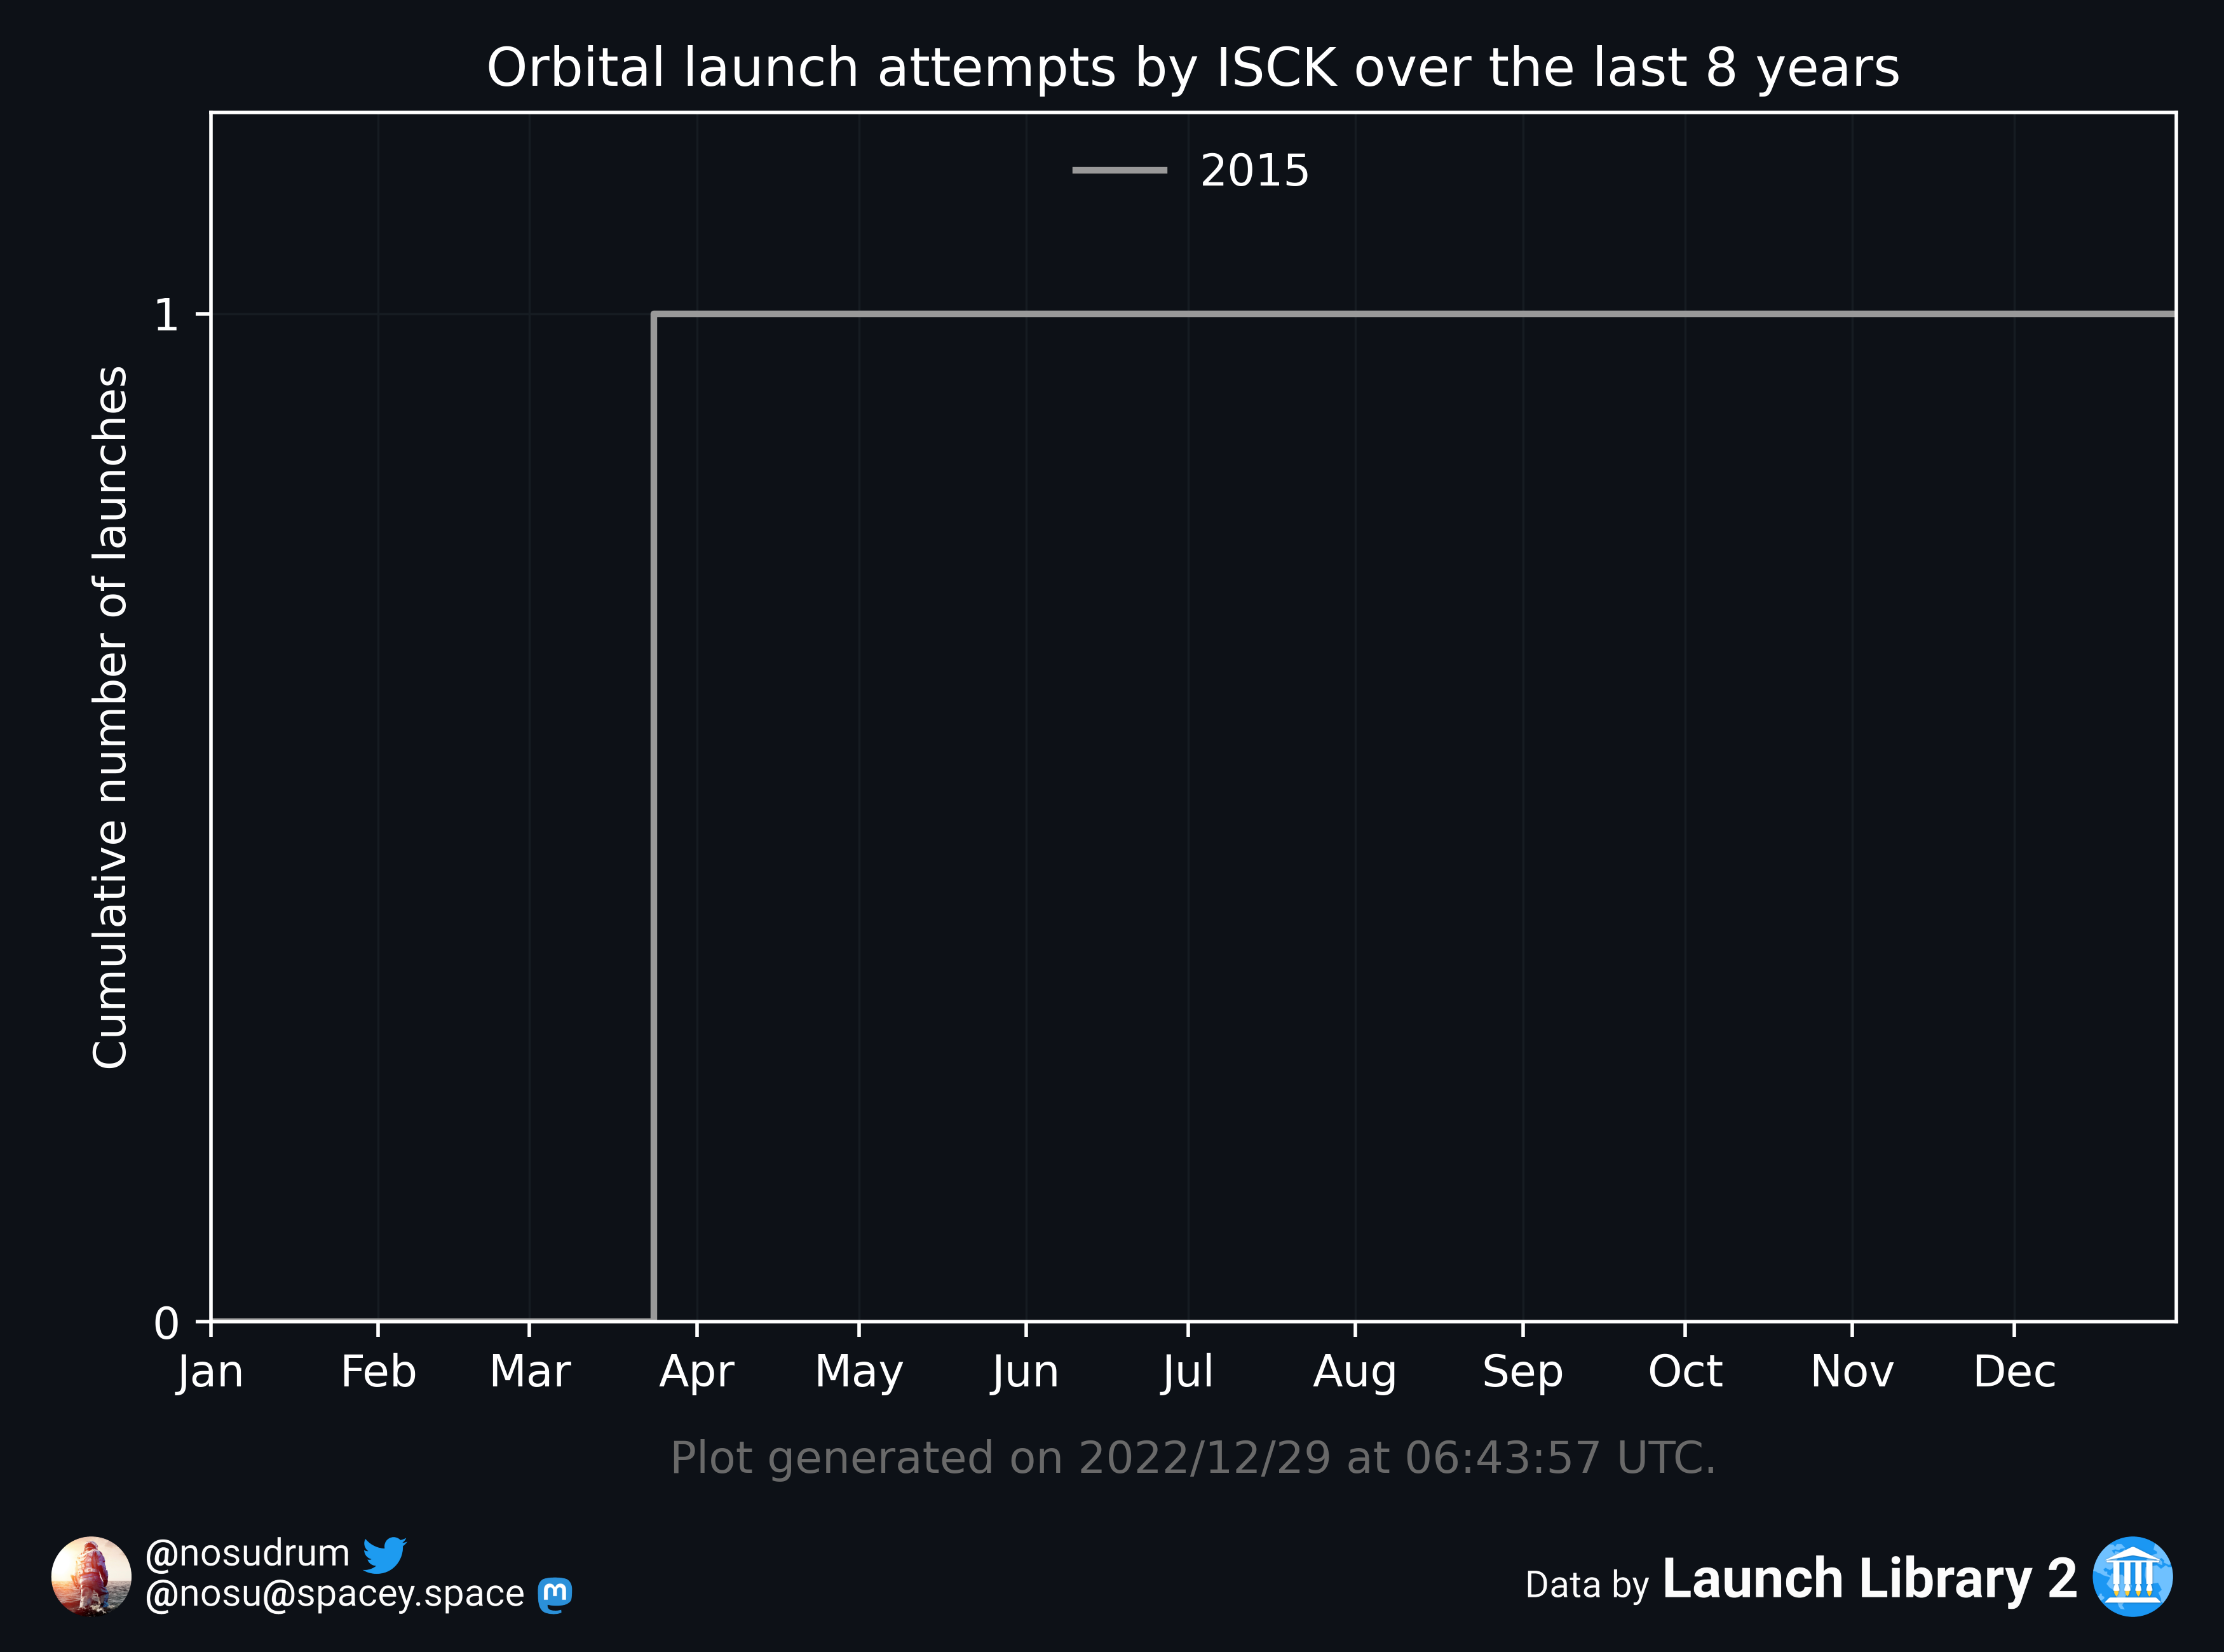 Orbital launch attempts by ISCK over the last 8 years
2015
1
Cumulative number of launches
0
Jan Feb Mar Apr May Jun Jul Aug Sep Oct Nov Dec
Plot generated on 2022/12/29 at 06:43:57 UTC.
@nosudrum
@nosu@spacey.space
Data by Launch Library 2